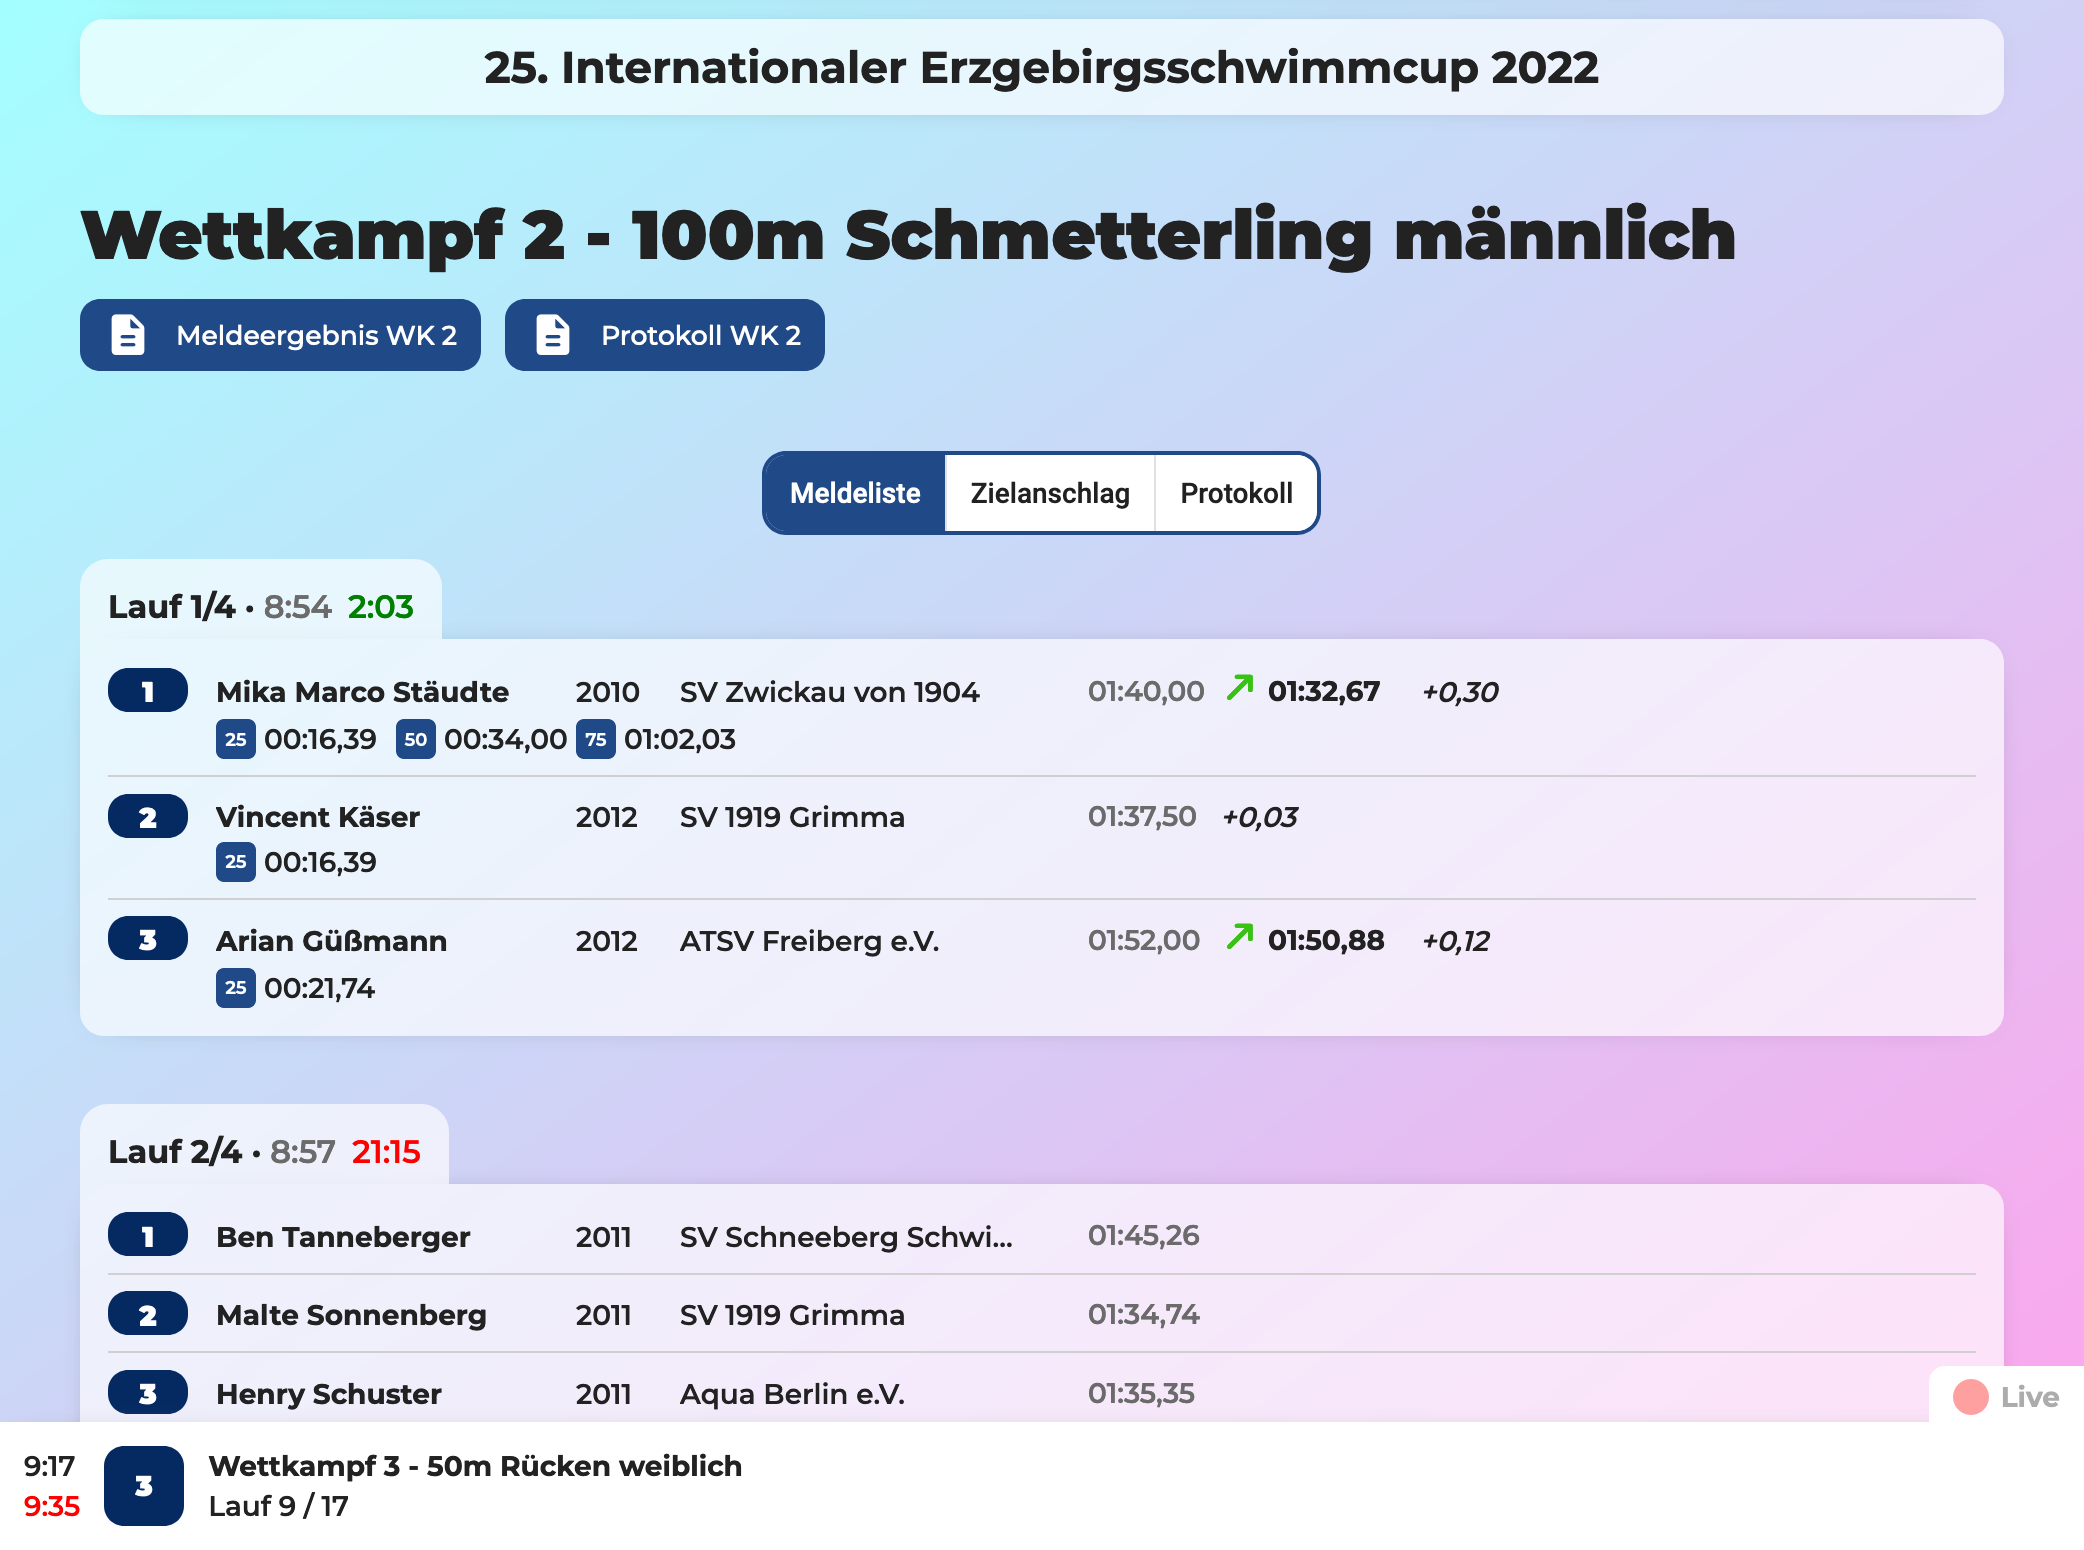 25. Internationaler Erzgebirgsschwimmcup 2022
Wettkampf 2 - 100m Schmetterling männlich
Meldeergebnis WK 2 Protokoll WK 2
Meldeliste Zielanschlag Protokoll
Lauf 1/4 • 8:54 2:03
1 Mika Marco Stäudte 2010 SV Zwickau von 1904 01:40,00 01:32,67 +0,30
25 00:16,39 50 00:34,00 75 01:02,03
2 Vincent Käser 2012 SV 1919 Grimma 01:37,50 +0,03
25 00:16,39
3 Arian Güßmann 2012 ATSV Freiberg e.V. 01:52,00 01:50,88 +0,12
25 00:21,74
Lauf 2/4 • 8:57 21:15
1 Ben Tanneberger 2011 SV Schneeberg Schwi... 01:45,26
2 Malte Sonnenberg 2011 SV 1919 Grimma 01:34,74
3 Henry Schuster 2011 Aqua Berlin e.V. 01:35,35
Live
9:17 3 Wettkampf 3 - 50m Rücken weiblich
9:35 Lauf 9 / 17